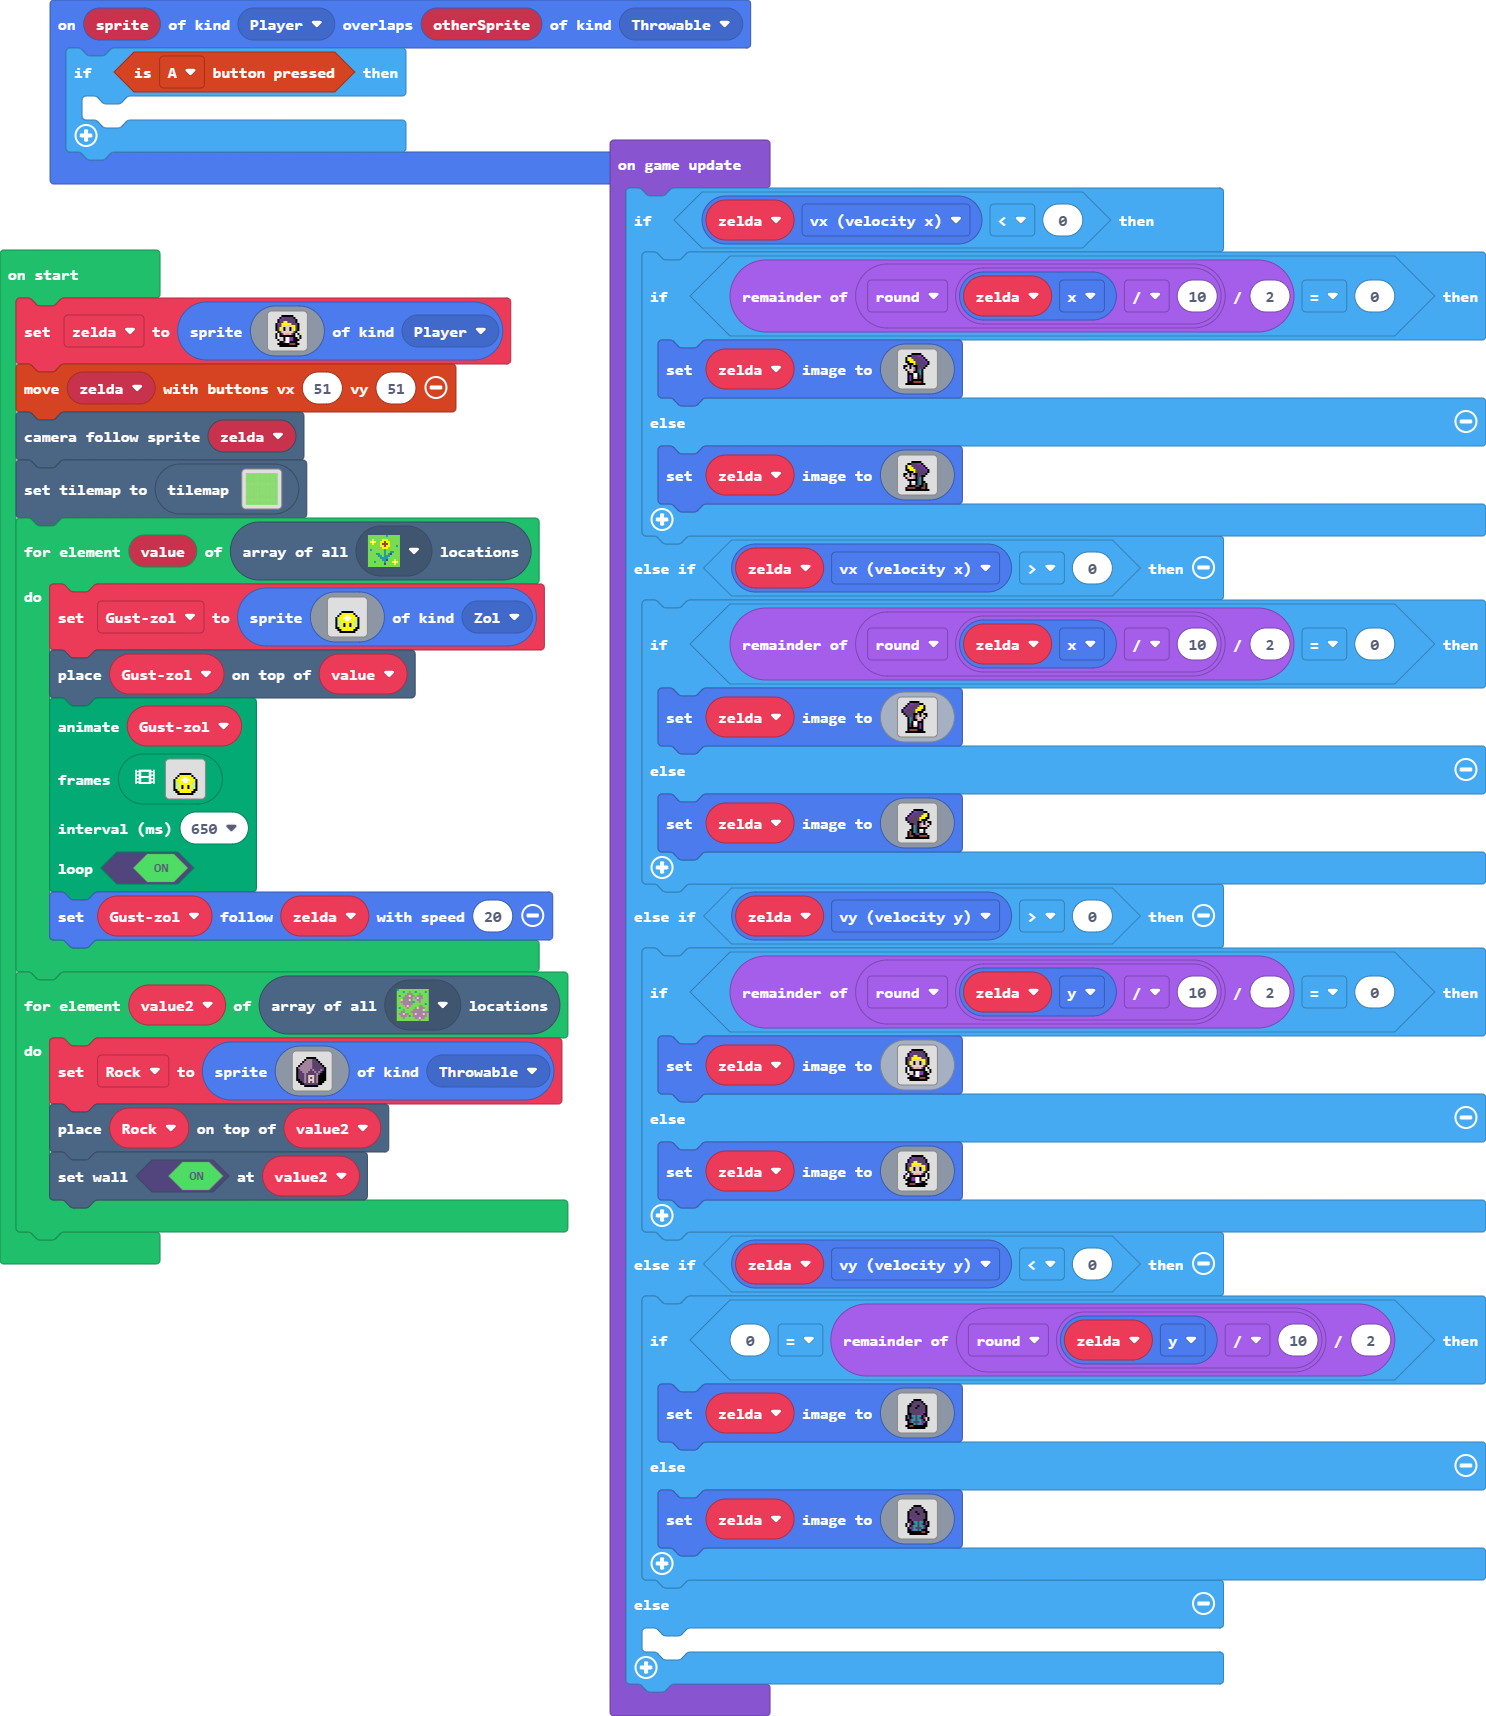 on sprite of kind Player overlaps otherSprite of kind Throwable
if is A button pressed then
on start
set zelda to sprite of kind Player
move zelda with buttons vx 51 vy 51
camera follow sprite zelda
set tilemap to tilemap
for element value of array of all locations
do
set Gust-zol to sprite of kind Zol
place Gust-zol on top of value
animate Gust-zol
frames
interval (ms) 650
loop ON
set Gust-zol follow zelda with speed 20
for element value2 of array of all locations
do
set Rock to sprite A of kind Throwable
place Rock on top of value2
set wall ON at value2
on game update
if zelda vx (velocity x) < 0 then
if remainder of round zelda x / 10 / 2 = 0 then
set zelda image to
else
set zelda image to
else if zelda vx (velocity x) > 0 then
if remainder of round zelda x / 10 / 2 = 0 then
set zelda image to
else
set zelda image to
else if zelda vy (velocity y) > 0 then
if remainder of round zelda y / 10 / 2 = 0 then
set zelda image to
else
set zelda image to
else if zelda vy (velocity y) < 0 then
if 0 = remainder of round zelda y / 10 / 2 then
set zelda image to
else
set zelda image to
else